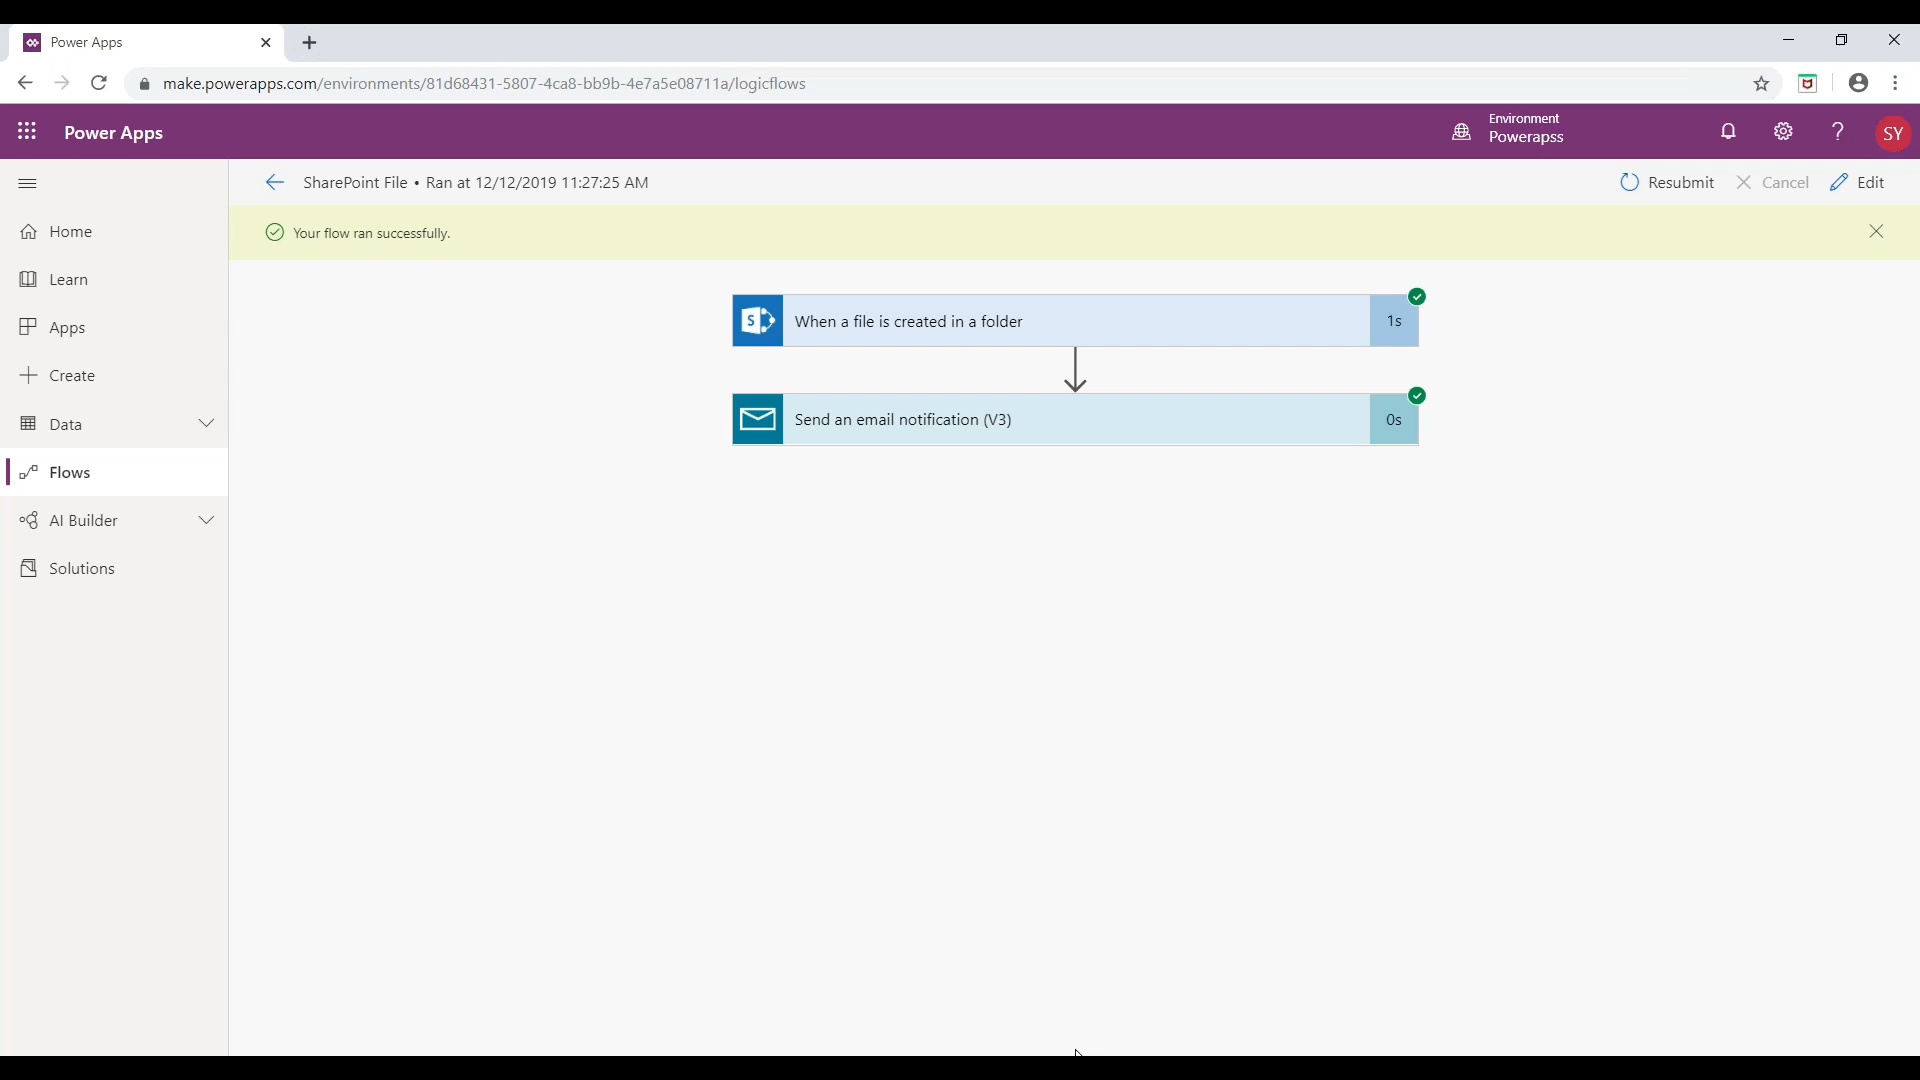 Power Apps
make.powerapps.com/environments/81d68431-5807-4ca8-bb9b-4e7a5e08711a/logicflows
Power Apps
Environment
Powerapss
SY
SharePoint File • Ran at 12/12/2019 11:27:25 AM
Resubmit
Cancel
Edit
Your flow ran successfully.
Home
Learn
Apps
Create
Data
Flows
AI Builder
Solutions
S
When a file is created in a folder
1s
Send an email notification (V3)
0s